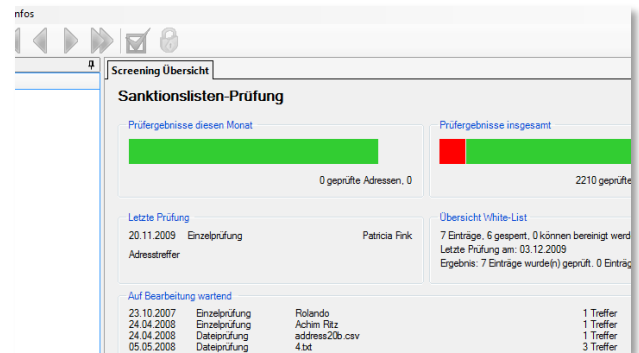 nfos
Screening Übersicht
Sanktionslisten-Prüfung
Prüfergebnisse diesen Monat
Prüfergebnisse insgesamt
0 geprüfte Adressen, 0
2210 geprüfte
Letzte Prüfung
20.11.2009 Einzelprüfung Patricia Fink
Adresstreffer
Übersicht White-List
7 Einträge, 6 gesperrt, 0 können bereinigt werd
Letzte Prüfung am: 03.12.2009
Ergebnis: 7 Einträge wurde(n) geprüft. 0 Einträg
Auf Bearbeitung wartend
23.10.2007 Einzelprüfung Rolando 1 Treffer
24.04.2008 Einzelprüfung Achim Ritz 1 Treffer
24.04.2008 Dateiprüfung address20b.csv 1 Treffer
05.05.2008 Dateiprüfung 4.txt 3 Treffer